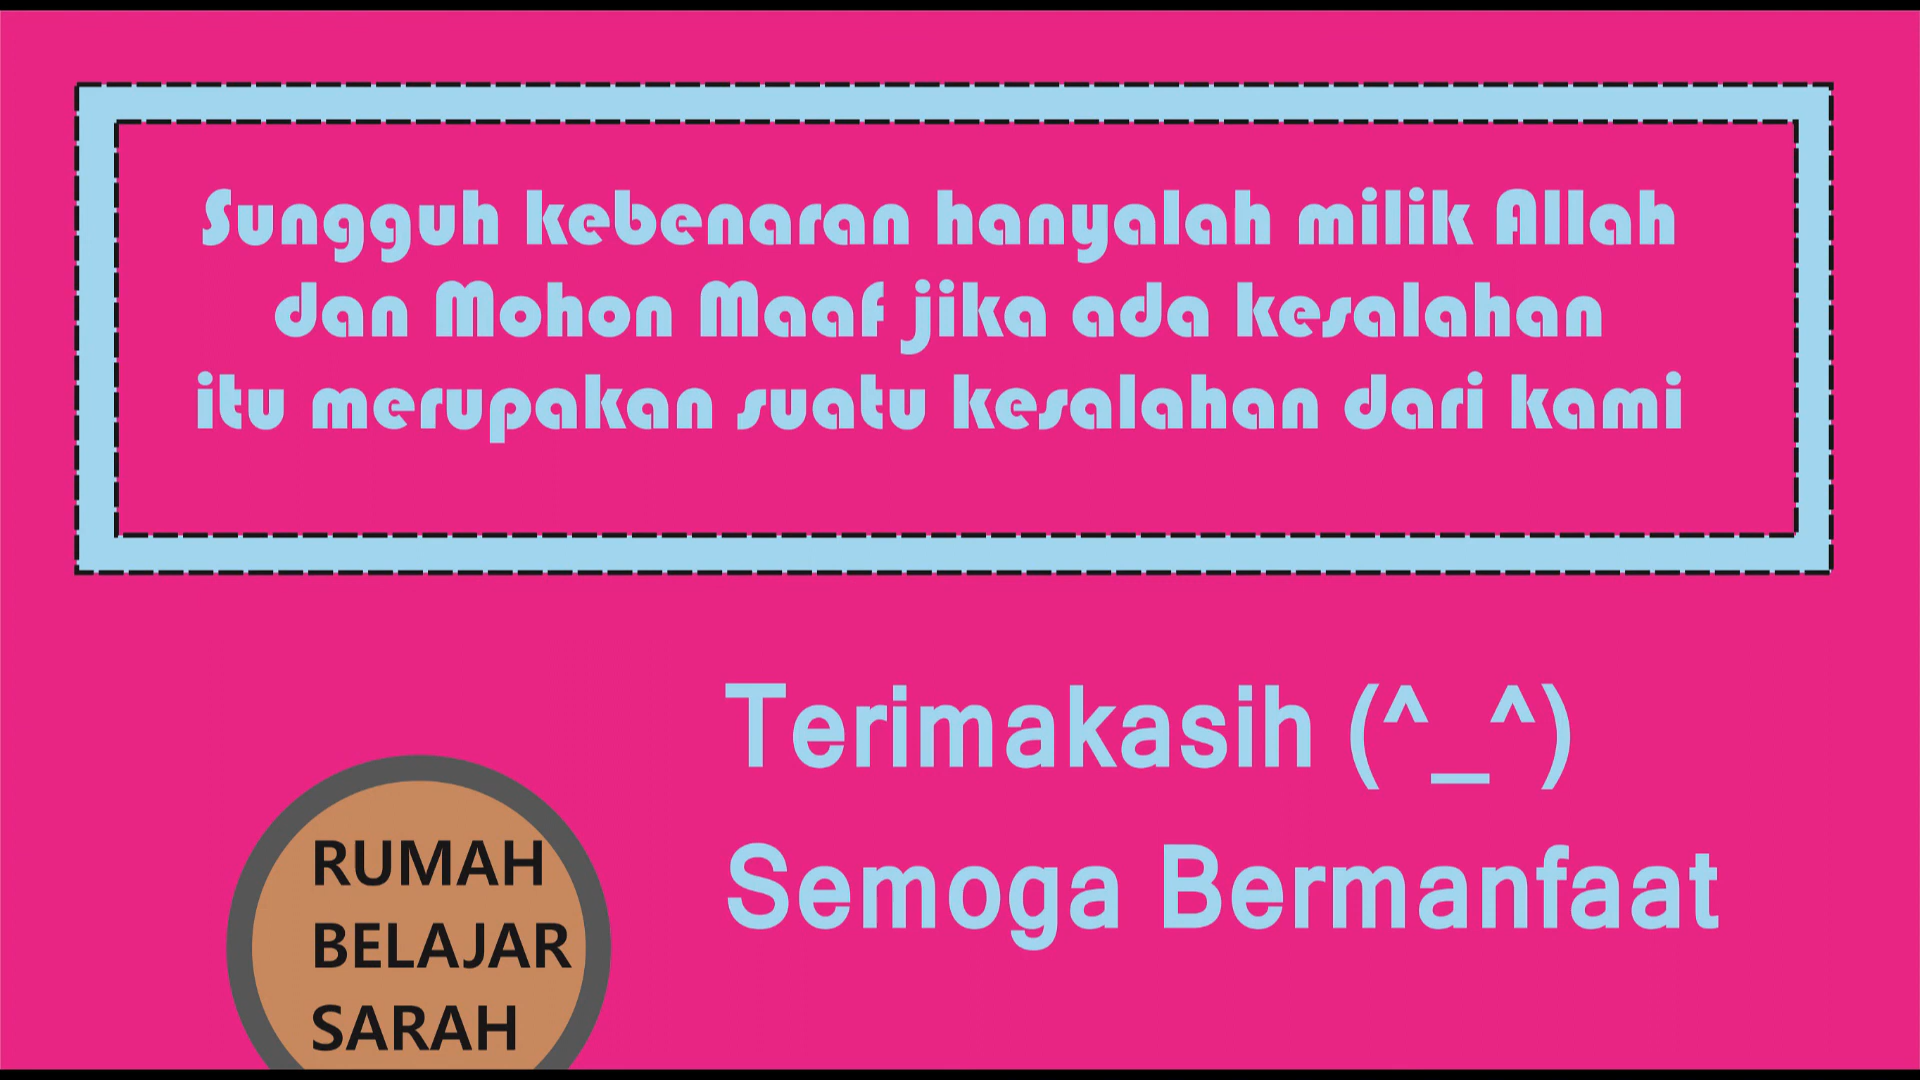 Sungguh kebenaran hanyalah milik Allah
dan Mohon Maaf jika ada kesalahan
itu merupakan suatu kesalahan dari kami
Terimakasih (^_^)
Semoga Bermanfaat
RUMAH
BELAJAR
SARAH